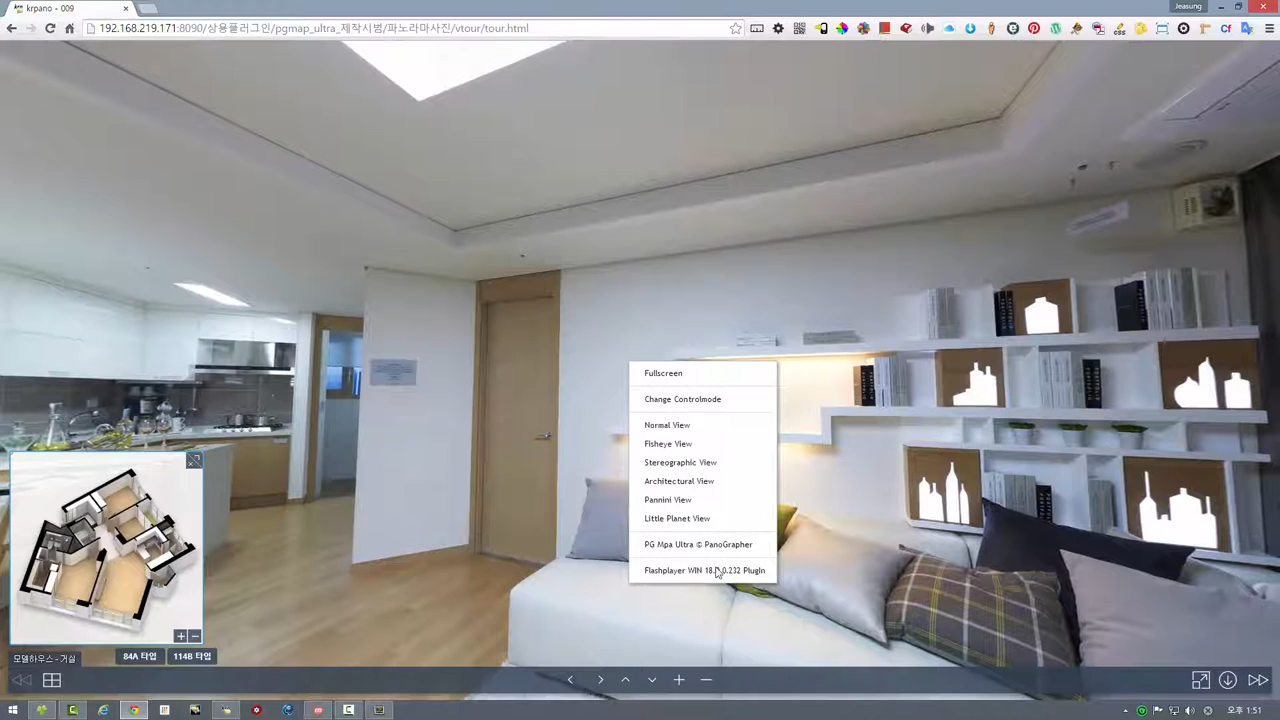 krpano - 009
Jeasung
192.168.219.171:8090/상용플러그인/pgmap_ultra_제작시범/파노라마사진/vtour/tour.html
Fullscreen
Change Controlmode
Normal View
Fisheye View
Stereographic View
Architectural View
Pannini View
Little Planet View
PG Mpa Ultra © PanoGrapher
Flashplayer WIN 18. 0.232 PlugIn
모델하우스 - 거실
84A 타입
114B 타입
오후 1:51